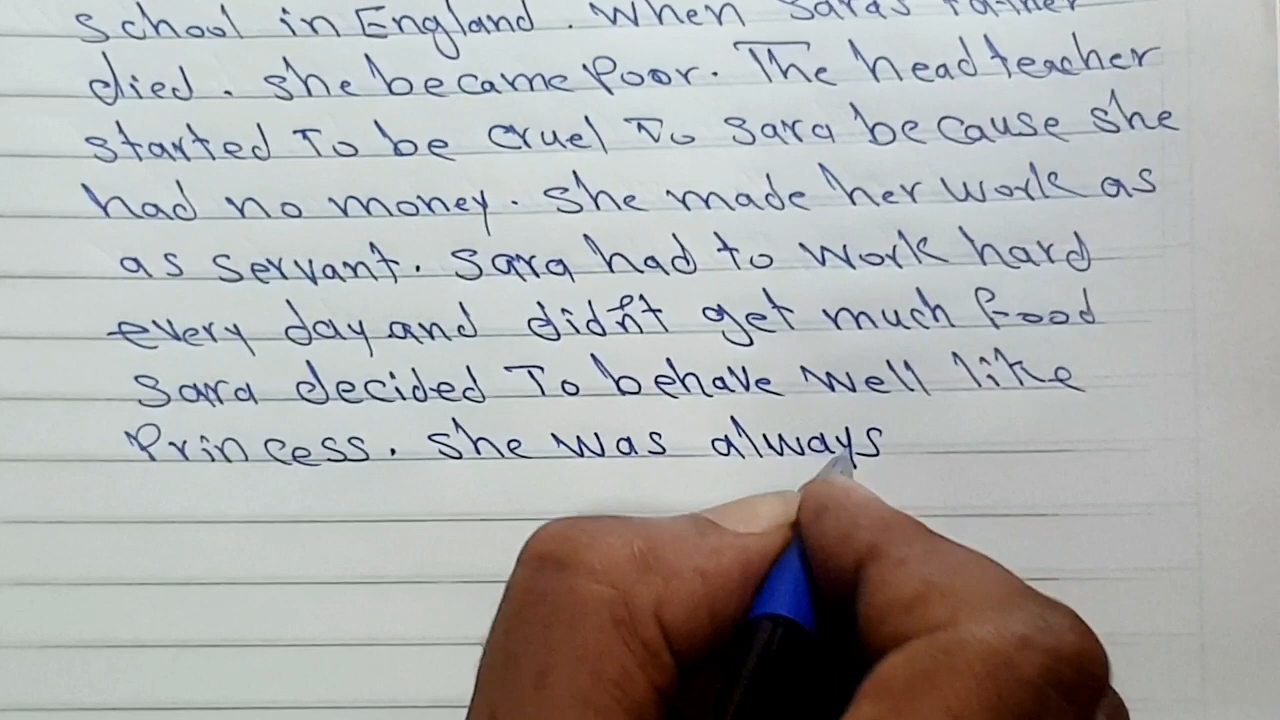 School in England. When Sara's father
died. she became Poor. The head teacher
started To be cruel To Sara because she
had no money. She made her work as
as servant. Sara had to work hard
every day and didn't get much food
Sara decided To behave well like
Princess. She was always